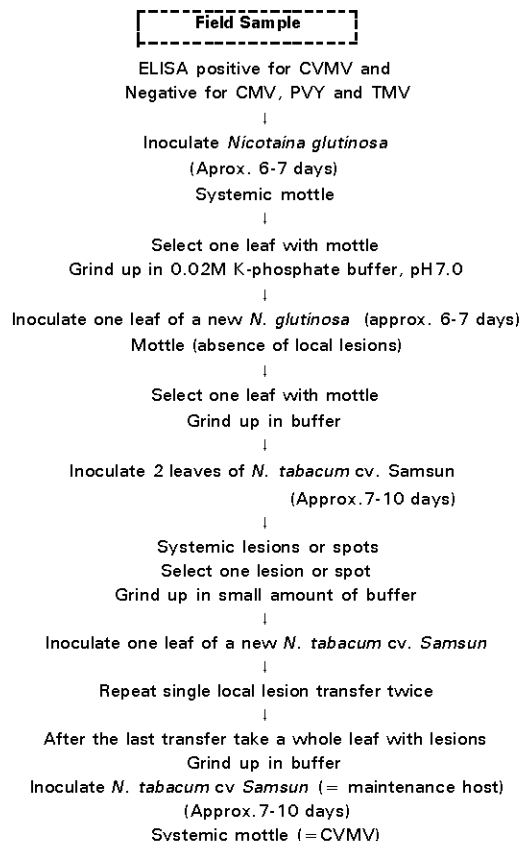 Field Sample
ELISA positive for CVMV and
Negative for CMV, PVY and TMV
↓
Inoculate Nicotaina glutinosa
(Aprox. 6-7 days)
Systemic mottle
↓
Select one leaf with mottle
Grind up in 0.02M K-phosphate buffer, pH7.0
↓
Inoculate one leaf of a new N. glutinosa (approx. 6-7 days)
Mottle (absence of local lesions)
↓
Select one leaf with mottle
Grind up in buffer
↓
Inoculate 2 leaves of N. tabacum cv. Samsun
(Approx.7-10 days)
↓
Systemic lesions or spots
Select one lesion or spot
Grind up in small amount of buffer
↓
Inoculate one leaf of a new N. tabacum cv. Samsun
↓
Repeat single local lesion transfer twice
↓
After the last transfer take a whole leaf with lesions
Grind up in buffer
Inoculate N. tabacum cv Samsun (= maintenance host)
(Approx.7-10 days)
Systemic mottle (=CVMV)